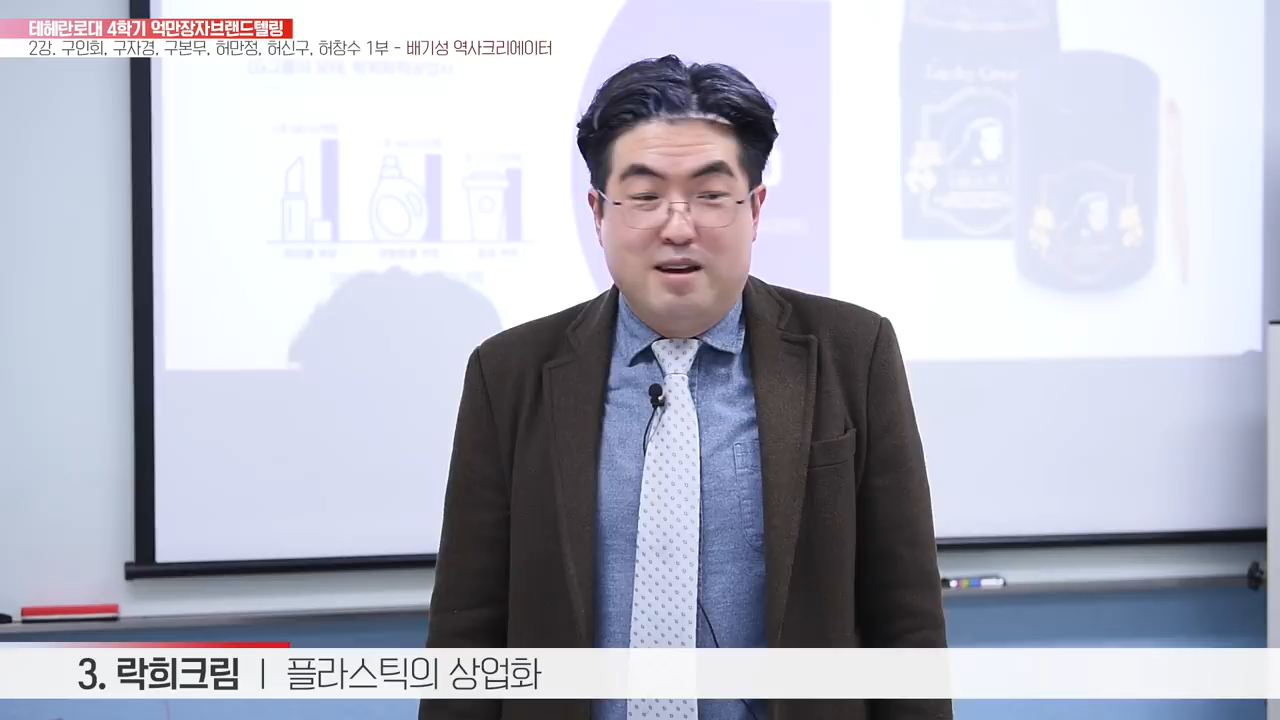 테헤란로대 4학기 억만장자브랜드텔링
2강. 구인회, 구자경, 구본무, 허만정, 허신구, 허창수 1부 - 배기성 역사크리에이터
3. 락희크림 | 플라스틱의 상업화